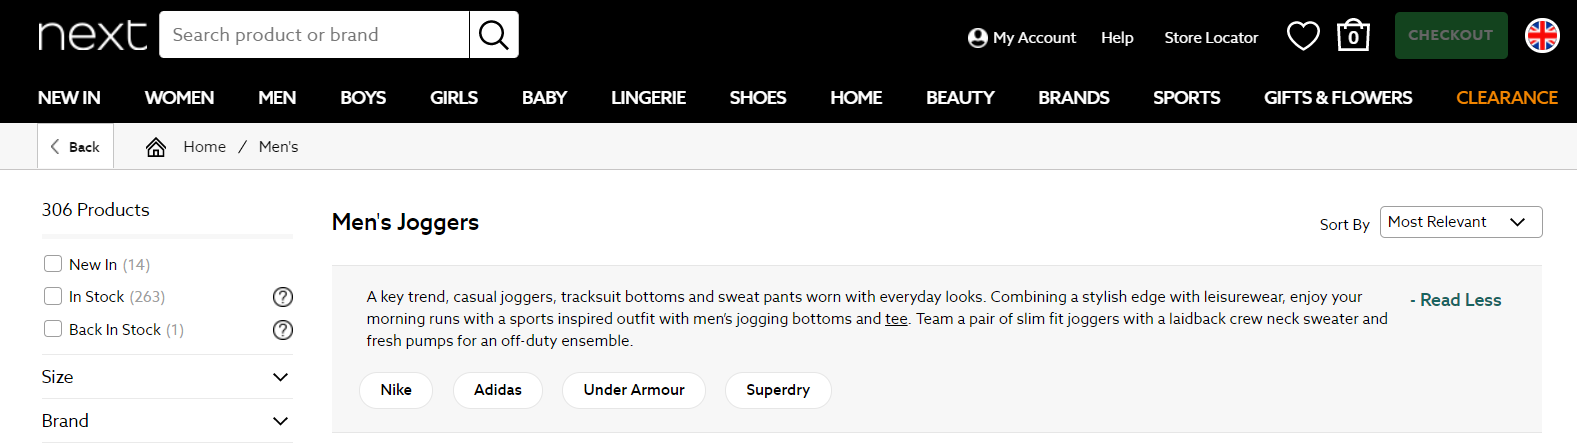 next
Search product or brand
My Account Help Store Locator 0 CHECKOUT
NEW IN WOMEN MEN BOYS GIRLS BABY LINGERIE SHOES HOME BEAUTY BRANDS SPORTS GIFTS & FLOWERS CLEARANCE
Back Home / Men's
306 Products
New In (14)
In Stock (263) ?
Back In Stock (1) ?
Size
Brand
Men's Joggers
Sort By Most Relevant
A key trend, casual joggers, tracksuit bottoms and sweat pants worn with everyday looks. Combining a stylish edge with leisurewear, enjoy your
morning runs with a sports inspired outfit with men's jogging bottoms and tee. Team a pair of slim fit joggers with a laidback crew neck sweater and
fresh pumps for an off-duty ensemble.
- Read Less
Nike Adidas Under Armour Superdry